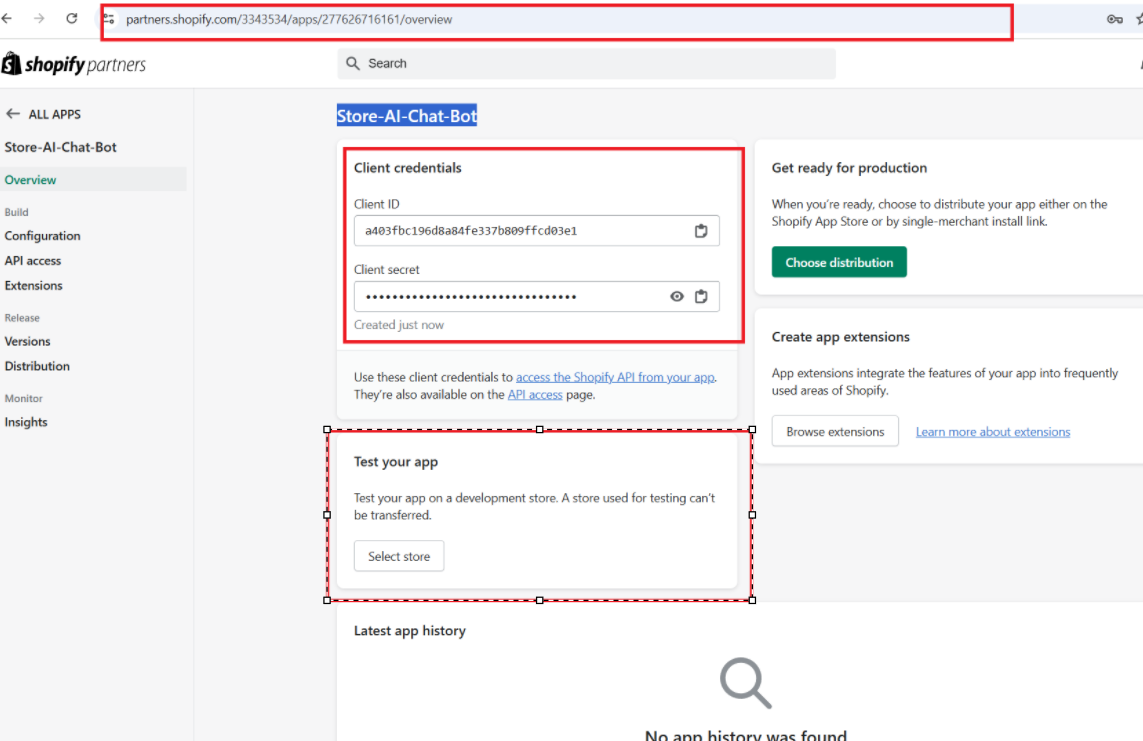 partners.shopify.com/3343534/apps/277626716161/overview
shopify partners
Search
ALL APPS
Store-AI-Chat-Bot
Overview
Build
Configuration
API access
Extensions
Release
Versions
Distribution
Monitor
Insights
Store-AI-Chat-Bot
Client credentials
Client ID
a403fbc196d8a84fe337b809ffcd03e1
Client secret
••••••••••••••••••••••••••••••••
Created just now
Use these client credentials to access the Shopify API from your app.
They're also available on the API access page.
Test your app
Test your app on a development store. A store used for testing can't
be transferred.
Select store
Get ready for production
When you're ready, choose to distribute your app either on the
Shopify App Store or by single-merchant install link.
Choose distribution
Create app extensions
App extensions integrate the features of your app into frequently
used areas of Shopify.
Browse extensions
Learn more about extensions
Latest app history
No app history was found